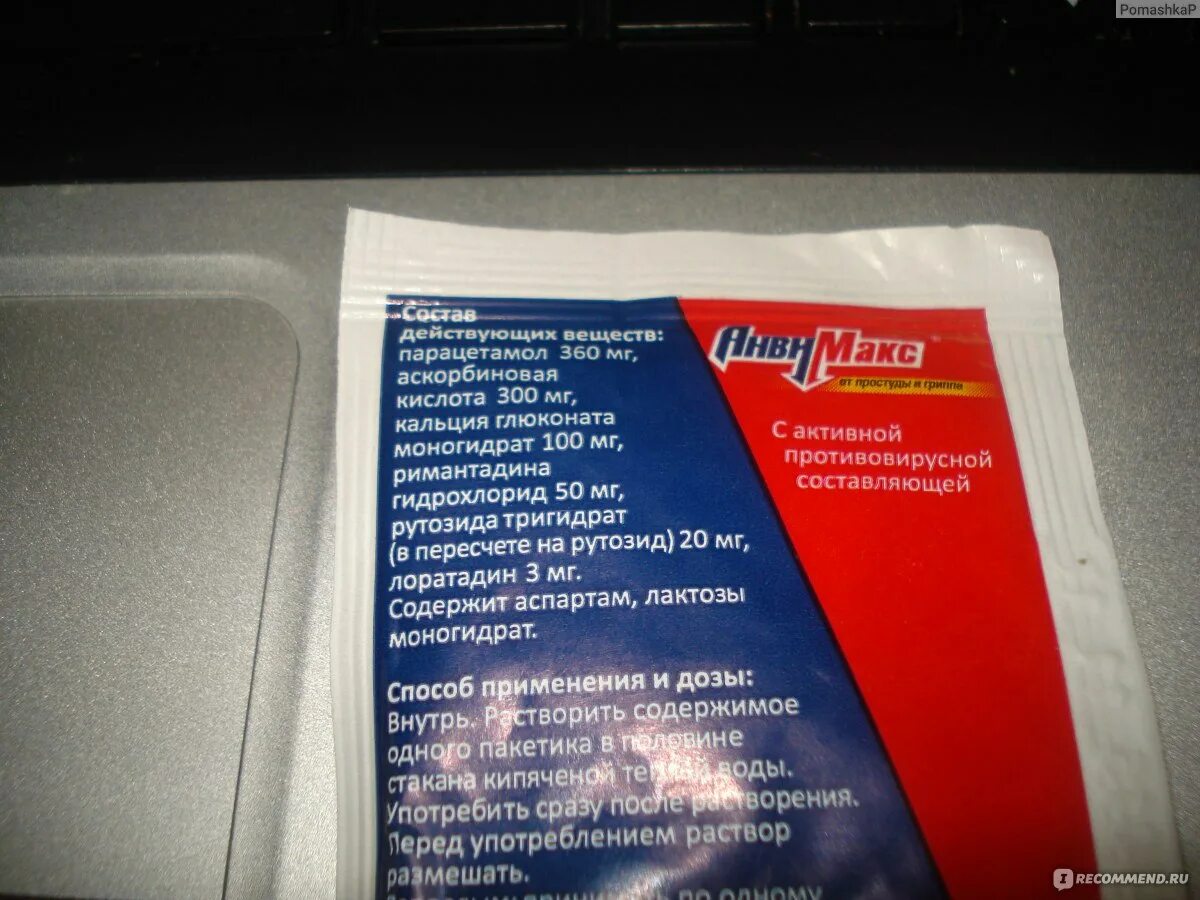 PomashkaP
Состав
действующих веществ:
парацетамол 360 мг,
аскорбиновая
кислота 300 мг,
кальция глюконата
моногидрат 100 мг,
римантадина
гидрохлорид 50 мг,
рутозида тригидрат
(в пересчете на рутозид) 20 мг,
лоратадин 3 мг.
Содержит аспартам, лактозы
моногидрат.
Способ применения и дозы:
Внутрь. Растворить содержимое
одного пакетика в половине
стакана кипяченой теплой воды.
Употребить сразу после растворения.
Перед употреблением раствор
размешать.
по одному
АнвиМакс
от простуды и гриппа
С активной
противовирусной
составляющей
I RECOMMEND.RU